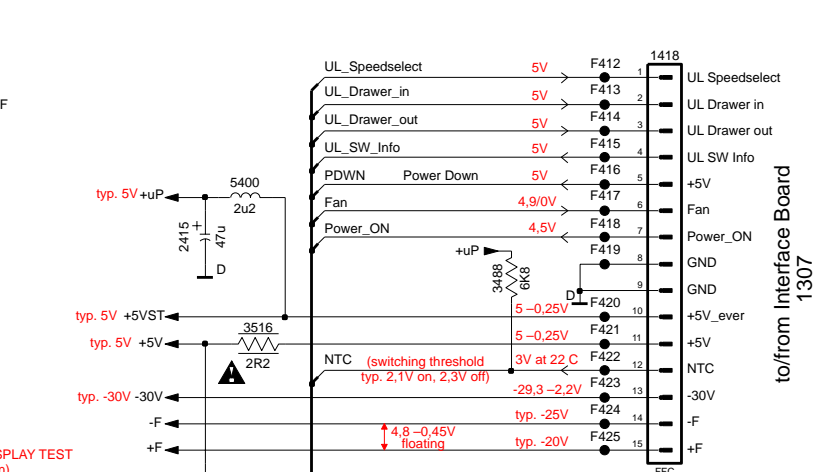 1418
UL_Speedselect 5V F412 1 UL Speedselect
UL_Drawer_in 5V F413 2 UL Drawer in
F
UL_Drawer_out 5V F414 3 UL Drawer out
UL_SW_Info 5V F415 4 UL SW Info
PDWN Power Down 5V F416 5 +5V
5400
typ. 5V +uP
2u2
Fan 4,9/0V F417 6 Fan
2415 + 47u
Power_ON 4,5V F418 7 Power_ON
+uP F419 8 GND
D
3488 6K8
D 9 GND
to/from Interface Board
1307
typ. 5V +5VST 5 –0,25V F420 10 +5V_ever
3516
typ. 5V +5V 5 –0,25V F421 11 +5V
2R2
NTC (switching threshold 3V at 22 C F422 12 NTC
typ. 2,1V on, 2,3V off)
typ. -30V -30V -29,3 –2,2V F423 13 -30V
-F typ. -25V F424 14 -F
4,8 –0,45V
floating
+F typ. -20V F425 15 +F
SPLAY TEST